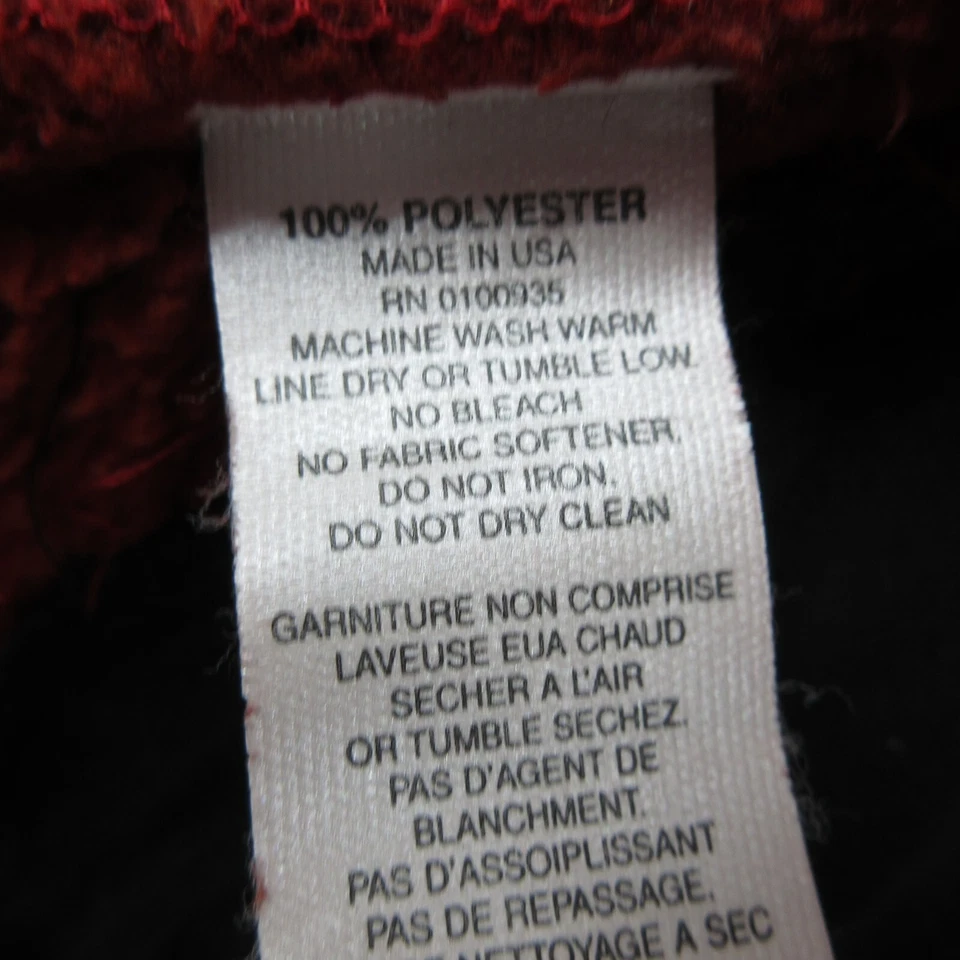 100% POLYESTER
MADE IN USA
RN 0100935
MACHINE WASH WARM
LINE DRY OR TUMBLE LOW.
NO BLEACH
NO FABRIC SOFTENER.
DO NOT IRON.
DO NOT DRY CLEAN
GARNITURE NON COMPRISE
LAVEUSE EUA CHAUD
SECHER A L'AIR
OR TUMBLE SECHEZ.
PAS D'AGENT DE
BLANCHMENT.
PAS D'ASSOIPLISSANT
PAS DE REPASSAGE.
NETTOYAGE A SEC